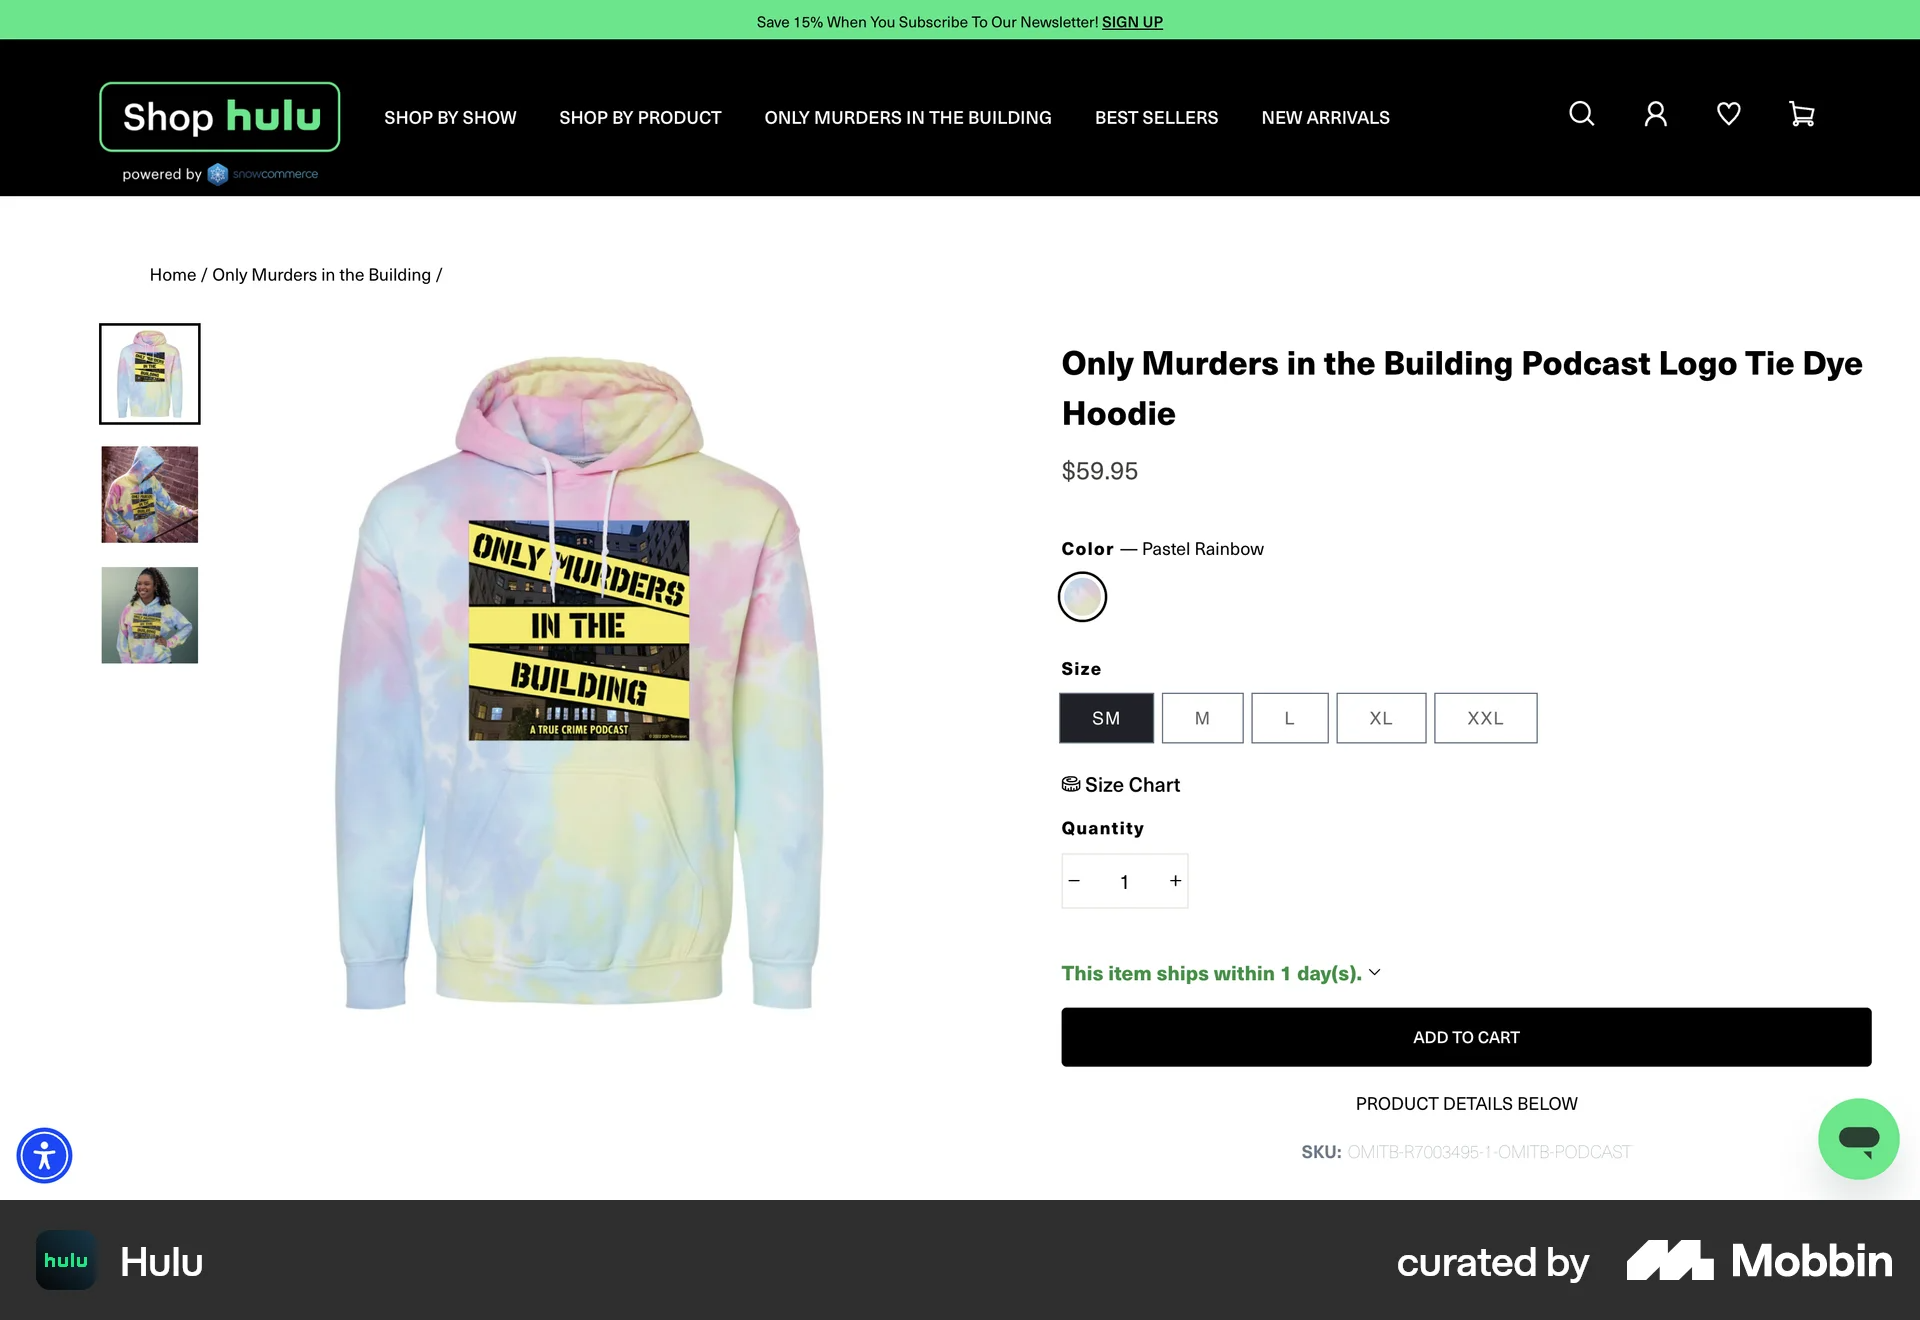 Save 15% When You Subscribe To Our Newsletter! SIGN UP
Shop hulu
powered by snowcommerce
SHOP BY SHOW
SHOP BY PRODUCT
ONLY MURDERS IN THE BUILDING
BEST SELLERS
NEW ARRIVALS
Home / Only Murders in the Building /
ONLY MURDERS
IN THE
BUILDING
A TRUE CRIME PODCAST
Only Murders in the Building Podcast Logo Tie Dye
Hoodie
$59.95
Color — Pastel Rainbow
Size
SM M L XL XXL
Size Chart
Quantity
− 1 +
This item ships within 1 day(s).
ADD TO CART
PRODUCT DETAILS BELOW
SKU: OMITB-R7003495-1-OMITB-PODCAST
hulu Hulu
curated by Mobbin